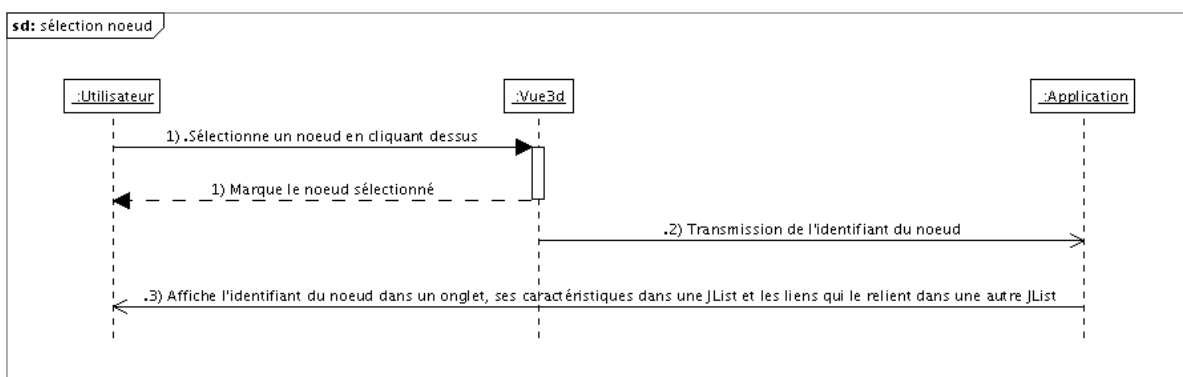 sd: sélection noeud
:Utilisateur
:Vue3d
:Application
1) .Sélectionne un noeud en cliquant dessus
1) Marque le noeud sélectionné
.2) Transmission de l'identifiant du noeud
.3) Affiche l'identifiant du noeud dans un onglet, ses caractéristiques dans une JList et les liens qui le relient dans une autre JList